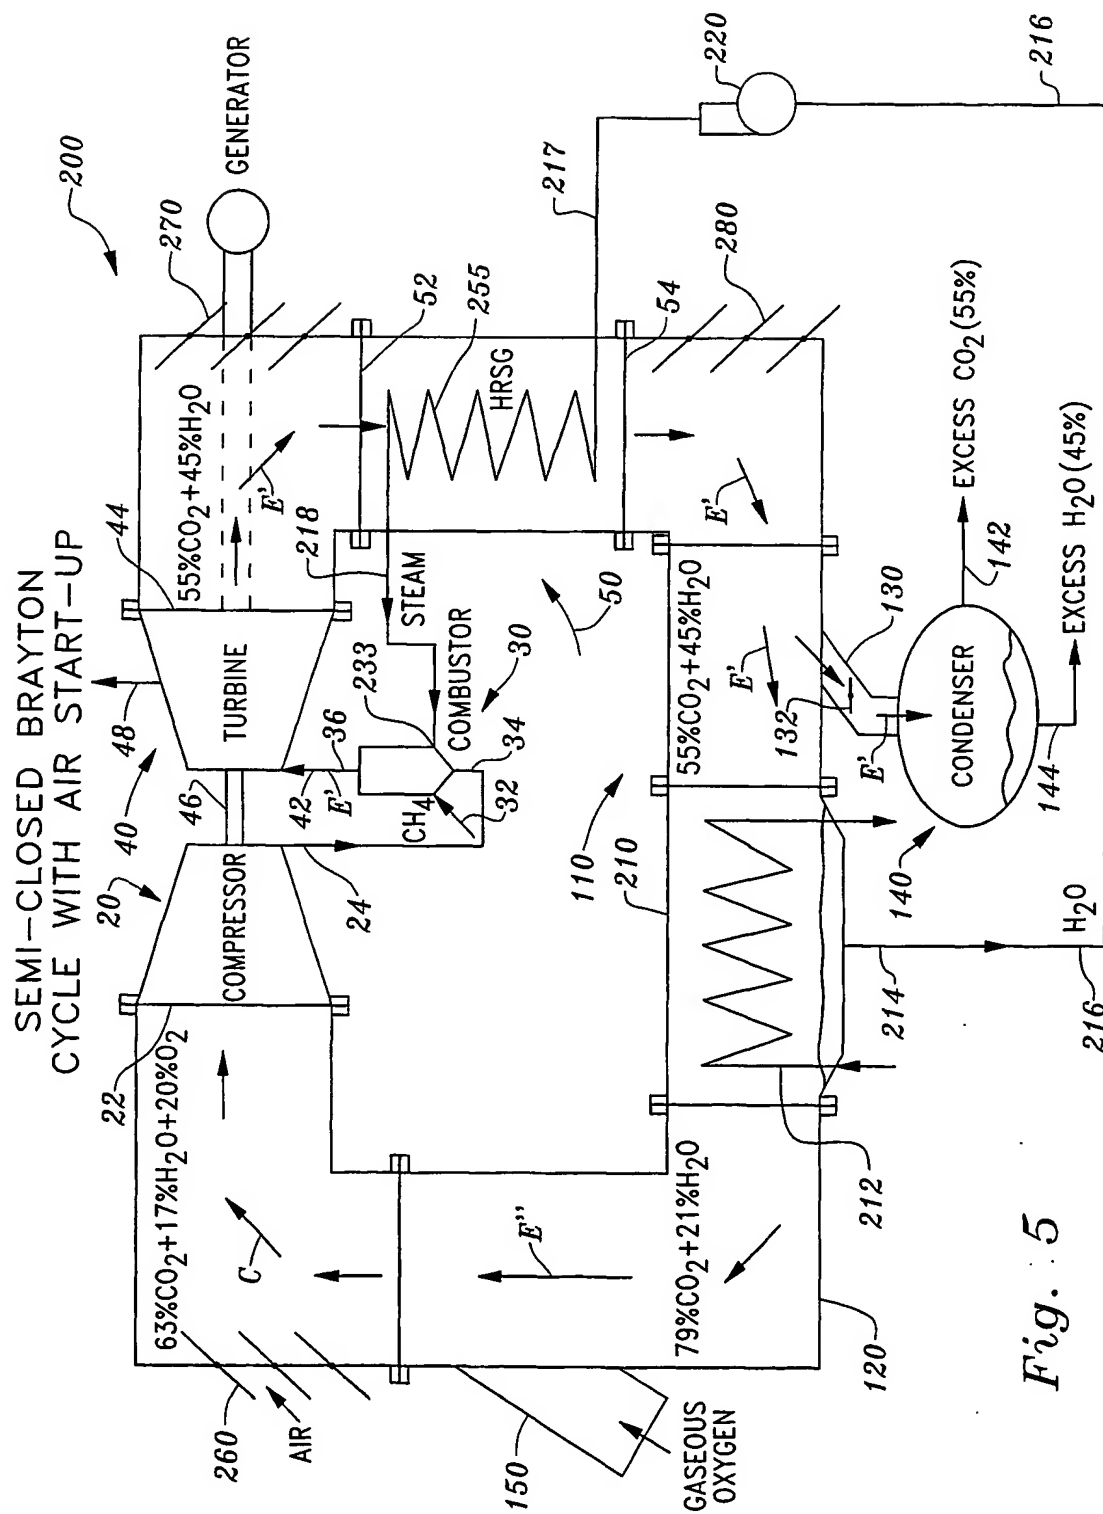 SEMI-CLOSED BRAYTON
CYCLE WITH AIR START-UP
200
GENERATOR
270
220
216
217
280
54
52
255
HRSG
55%CO2+45%H2O
E'
44
218
STEAM
48
40
TURBINE
46
42
E'
36
233
COMBUSTOR
30
34
CH4
32
50
20
COMPRESSOR
24
22
63%CO2+17%H2O+20%O2
C
260
AIR
150
GASEOUS
OXYGEN
E''
79%CO2+21%H2O
120
212
110
210
55%CO2+45%H2O
E'
E'
132
130
E'
CONDENSER
140
142
EXCESS CO2(55%)
144
EXCESS H2O(45%)
214
H2O
216
Fig. 5